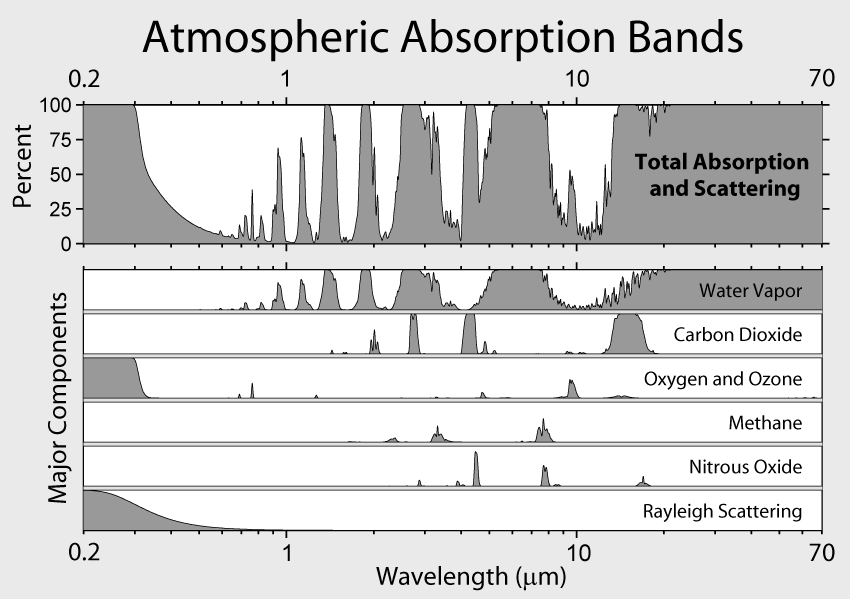 Atmospheric Absorption Bands
0.2 1 10 70
Percent
100
75
50
25
0
Total Absorption
and Scattering
Major Components
Water Vapor
Carbon Dioxide
Oxygen and Ozone
Methane
Nitrous Oxide
Rayleigh Scattering
0.2 1 10 70
Wavelength (μm)